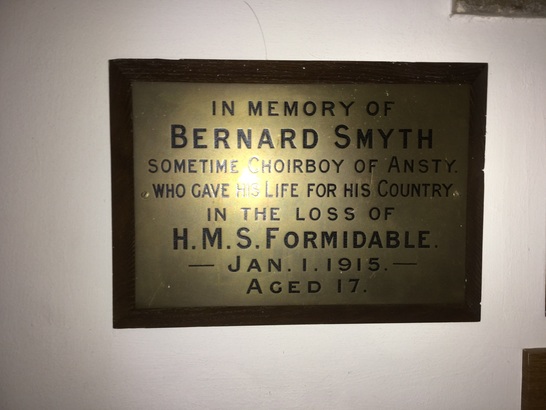 IN MEMORY OF
BERNARD SMYTH
SOMETIME CHOIRBOY OF ANSTY.
WHO GAVE HIS LIFE FOR HIS COUNTRY.
IN THE LOSS OF
H.M.S. FORMIDABLE.
— JAN. 1. 1915. —
AGED 17.